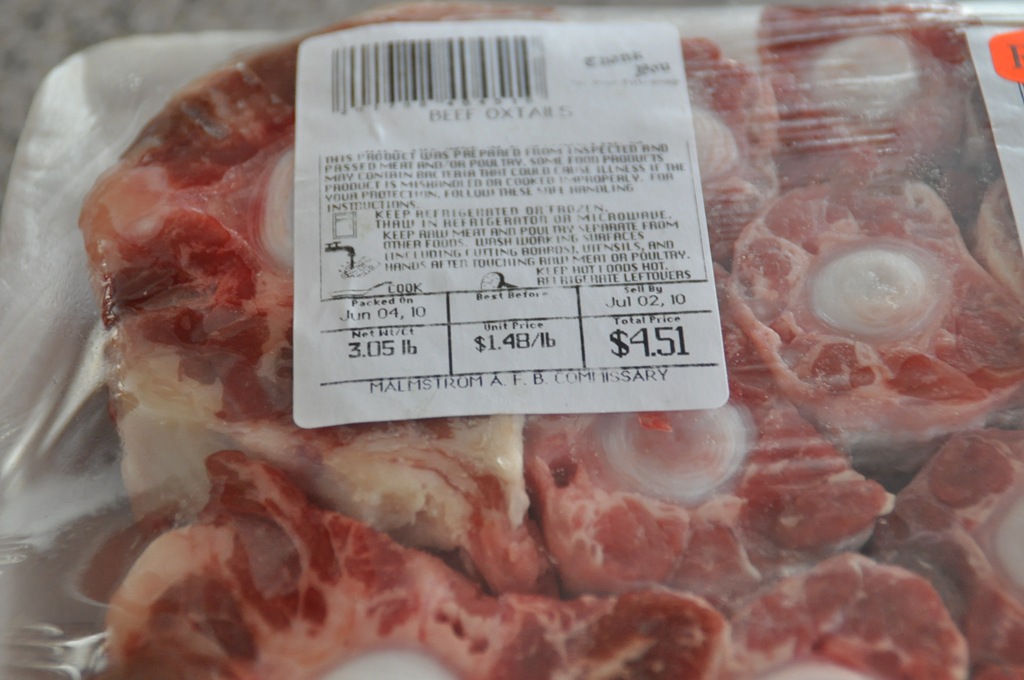 Thank
You
BEEF OXTAILS
THIS PRODUCT WAS PREPARED FROM INSPECTED AND
PASSED MEAT AND/OR POULTRY. SOME FOOD PRODUCTS
MAY CONTAIN BACTERIA THAT COULD CAUSE ILLNESS IF THE
PRODUCT IS MISHANDLED OR COOKED IMPROPERLY. FOR
YOUR PROTECTION, FOLLOW THESE SAFE HANDLING
INSTRUCTIONS.
KEEP REFRIGERATED OR FROZEN.
THAW IN REFRIGERATOR OR MICROWAVE.
KEEP RAW MEAT AND POULTRY SEPARATE FROM
OTHER FOODS. WASH WORKING SURFACES
(INCLUDING CUTTING BOARDS), UTENSILS, AND
HANDS AFTER TOUCHING RAW MEAT OR POULTRY.
COOK KEEP HOT FOODS HOT.
REFRIGERATE LEFTOVERS
Packed On Best Before Sell By
Jun 04, 10 Jul 02, 10
Net Wt/Ct Unit Price Total Price
3.05 lb $1.48/lb $4.51
MALMSTROM A. F. B. COMMISSARY